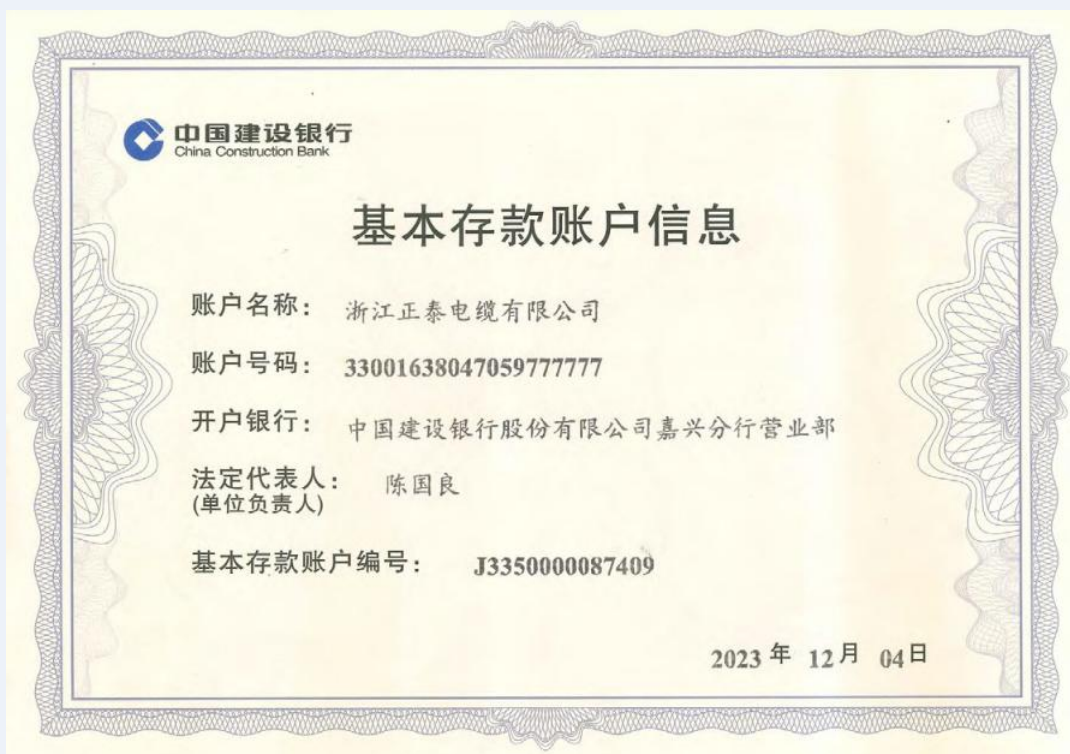 中国建设银行
China Construction Bank
基本存款账户信息
账户名称： 浙江正泰电缆有限公司
账户号码： 33001638047059777777
开户银行： 中国建设银行股份有限公司嘉兴分行营业部
法定代表人： 陈国良
(单位负责人)
基本存款账户编号： J3350000087409
2023 年 12 月 04 日